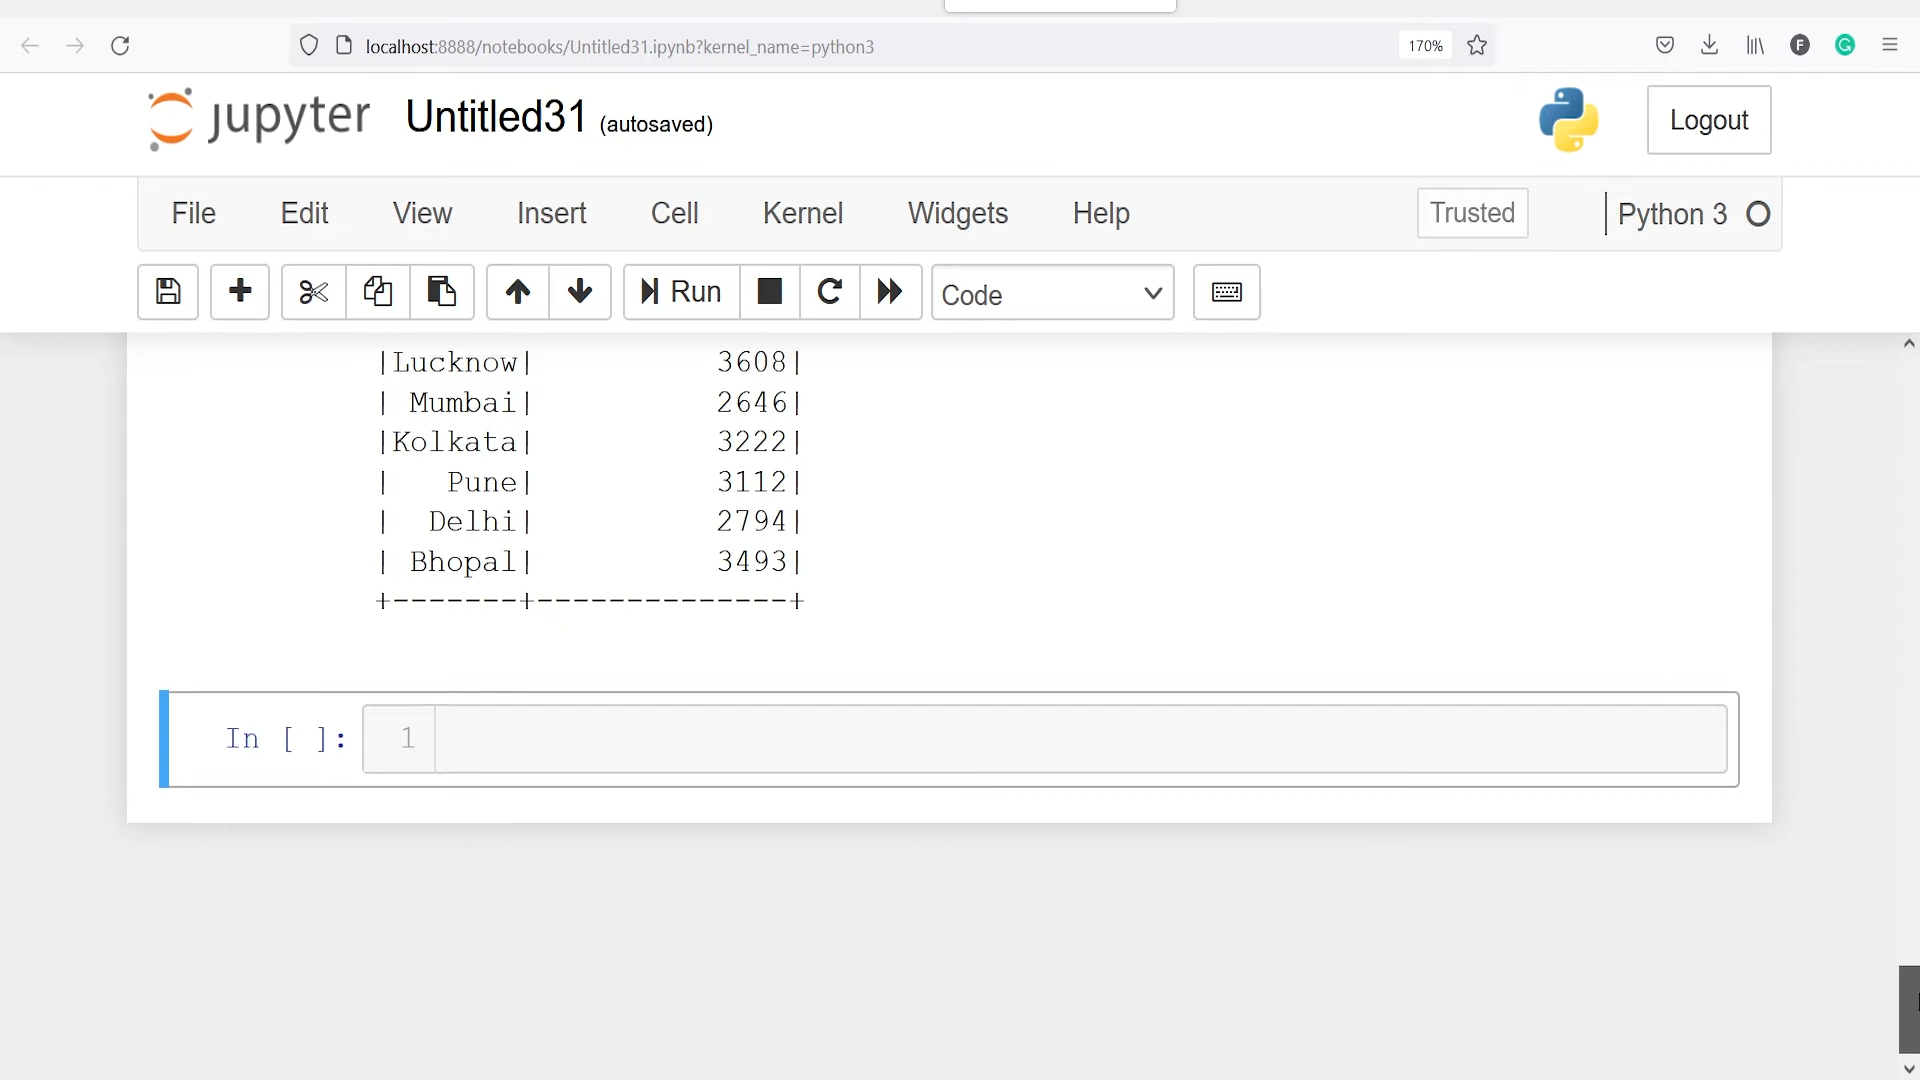 localhost:8888/notebooks/Untitled31.ipynb?kernel_name=python3 170% F G
jupyter Untitled31 (autosaved) Logout
File Edit View Insert Cell Kernel Widgets Help Trusted Python 3
Run Code
|Lucknow| 3608|
| Mumbai| 2646|
|Kolkata| 3222|
| Pune| 3112|
| Delhi| 2794|
| Bhopal| 3493|
+-------+--------------+
In [ ]: 1